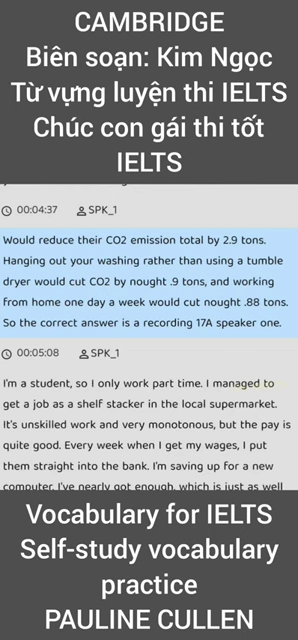 CAMBRIDGE
Biên soạn: Kim Ngọc
Từ vựng luyện thi IELTS
Chúc con gái thi tốt
IELTS
00:04:37 SPK_1
Would reduce their CO2 emission total by 2.9 tons.
Hanging out your washing rather than using a tumble
dryer would cut CO2 by nought .9 tons, and working
from home one day a week would cut nought .88 tons.
So the correct answer is a recording 17A speaker one.
00:05:08 SPK_1
I'm a student, so I only work part time. I managed to
get a job as a shelf stacker in the local supermarket.
It's unskilled work and very monotonous, but the pay is
quite good. Every week when I get my wages, I put
them straight into the bank. I'm saving up for a new
computer. I've nearly got enough, which is just as well
Vocabulary for IELTS
Self-study vocabulary
practice
PAULINE CULLEN